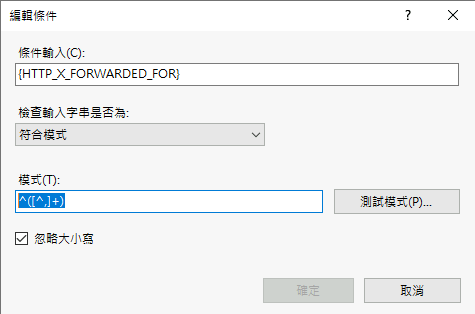 編輯條件
? ×
條件輸入(C):
{HTTP_X_FORWARDED_FOR}
檢查輸入字串是否為:
符合模式
模式(T):
^([^,]+)
測試模式(P)...
忽略大小寫
確定
取消